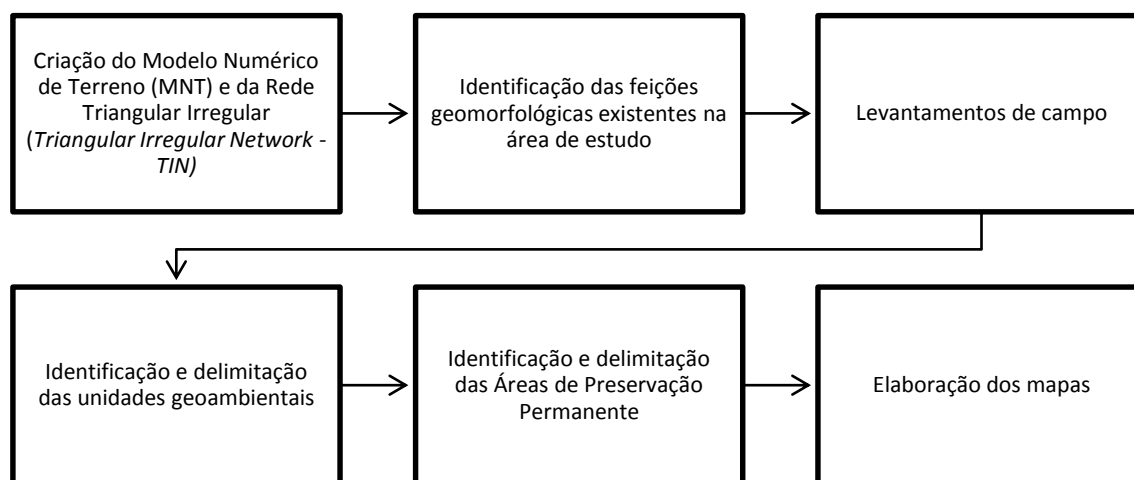 Criação do Modelo Numérico
de Terreno (MNT) e da Rede
Triangular Irregular
(Triangular Irregular Network -
TIN)
Identificação das feições
geomorfológicas existentes na
área de estudo
Levantamentos de campo
Identificação e delimitação
das unidades geoambientais
Identificação e delimitação
das Áreas de Preservação
Permanente
Elaboração dos mapas